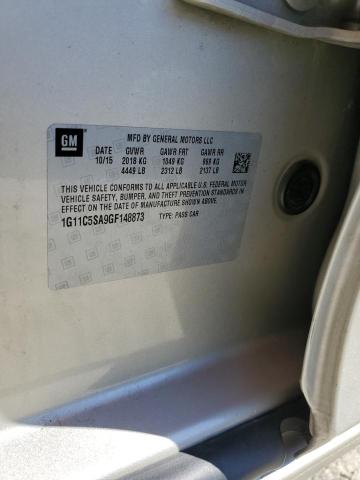 GM
MFD BY GENERAL MOTORS LLC
10/15 GVWR GAWR FRT GAWR RR
2018 KG 1049 KG 969 KG
4449 LB 2312 LB 2137 LB
THIS VEHICLE CONFORMS TO ALL APPLICABLE U.S. FEDERAL MOTOR
VEHICLE SAFETY, BUMPER, AND THEFT PREVENTION STANDARDS
IN EFFECT ON THE DATE OF MANUFACTURE SHOWN ABOVE.
1G11C5SA9GF148873 TYPE: PASS CAR